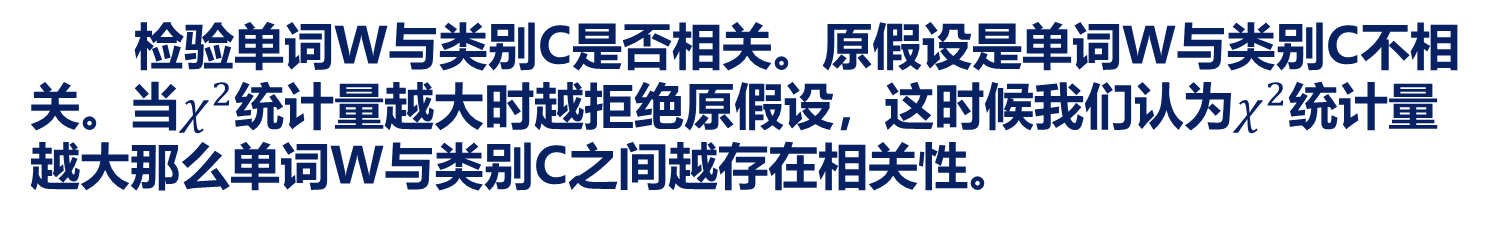 检验单词W与类别C是否相关。原假设是单词W与类别C不相
关。当χ²统计量越大时越拒绝原假设，这时候我们认为χ²统计量
越大那么单词W与类别C之间越存在相关性。